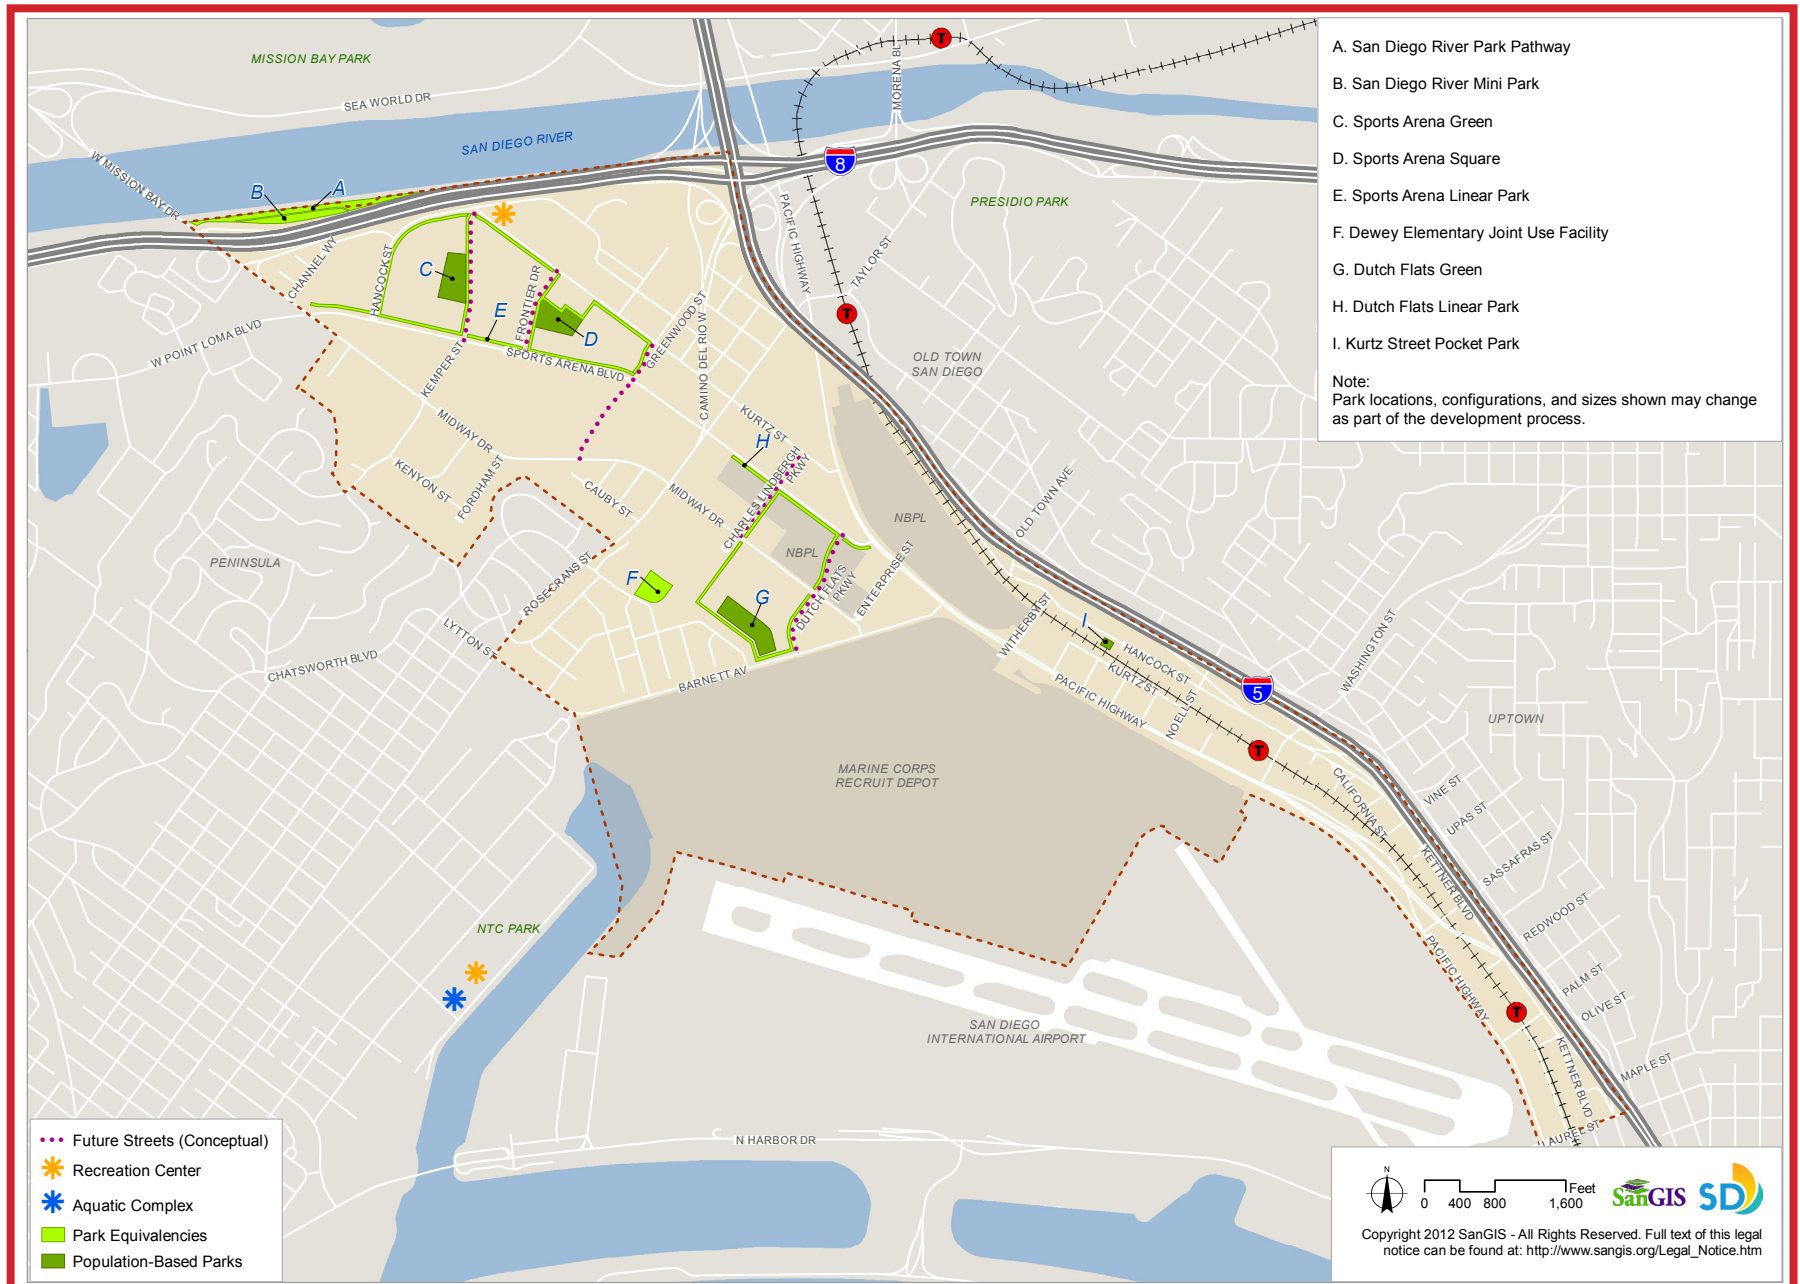 MISSION BAY PARK
SEA WORLD DR
SAN DIEGO RIVER
W MISSION BAY DR
MORENA BL
T
8
A. San Diego River Park Pathway
B. San Diego River Mini Park
C. Sports Arena Green
D. Sports Arena Square
E. Sports Arena Linear Park
F. Dewey Elementary Joint Use Facility
G. Dutch Flats Green
H. Dutch Flats Linear Park
I. Kurtz Street Pocket Park
Note:
Park locations, configurations, and sizes shown may change
as part of the development process.
B
A
PRESIDIO PARK
PACIFIC HIGHWAY
TAYLOR ST
CHANNEL WY
HANCOCK ST
C
E
FRONTIER DR
D
GREENWOOD ST
CAMINO DEL RIO W
T
W POINT LOMA BLVD
SPORTS ARENA BLVD
KEMPER ST
OLD TOWN
SAN DIEGO
MIDWAY DR
KURTZ ST
H
KENYON ST
FORDHAM ST
CAUBY ST
MIDWAY DR
CHARLES LINDBERGH
PKWY
NBPL
OLD TOWN AVE
PENINSULA
NBPL
ENTERPRISE ST
ROSECRANS ST
F
G
DUTCH FLATS
PKWY
LYTTON ST
WITHERBY ST
I
HANCOCK ST
KURTZ ST
WASHINGTON ST
CHATSWORTH BLVD
BARNETT AV
PACIFIC HIGHWAY
NOELL ST
5
UPTOWN
T
MARINE CORPS
RECRUIT DEPOT
CALIFORNIA ST
VINE ST
UPAS ST
SASSAFRAS ST
KETTNER BLVD
REDWOOD ST
NTC PARK
PACIFIC HIGHWAY
PALM ST
OLIVE ST
T
SAN DIEGO
INTERNATIONAL AIRPORT
KETTNER BLVD
MAPLE ST
LAUREL ST
N HARBOR DR
Future Streets (Conceptual)
Recreation Center
Aquatic Complex
Park Equivalencies
Population-Based Parks
N
0 400 800 1,600
Feet
SanGIS
SD
Copyright 2012 SanGIS - All Rights Reserved. Full text of this legal
notice can be found at: http://www.sangis.org/Legal_Notice.htm